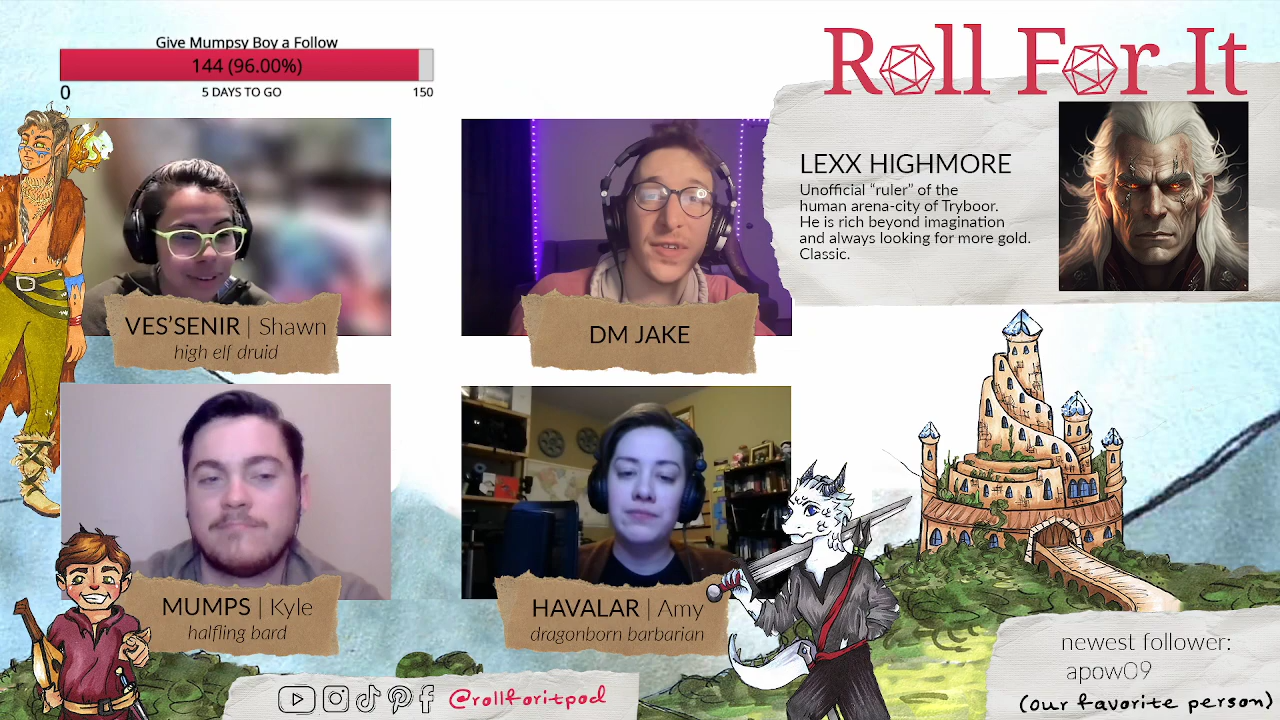 Give Mumpsy Boy a Follow
144 (96.00%)
0
5 DAYS TO GO
150
Roll For It
LEXX HIGHMORE
Unofficial “ruler” of the
human arena-city of Tryboor.
He is rich beyond imagination
and always looking for more gold.
Classic.
VES’SENIR | Shawn
high elf druid
DM JAKE
MUMPS | Kyle
halfling bard
HAVALAR | Amy
dragonborn barbarian
@rollforitpod
newest follower:
apow09
(our favorite person)